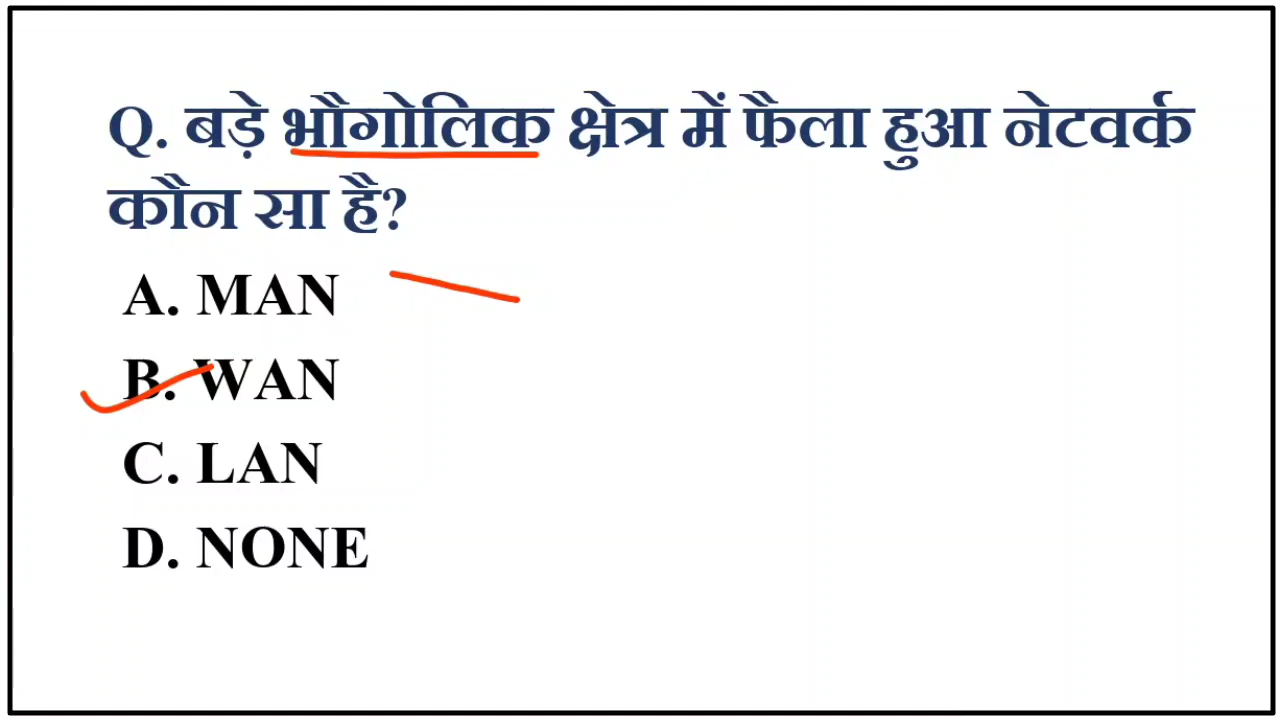 Q. बड़े भौगोलिक क्षेत्र में फैला हुआ नेटवर्क
कौन सा है?
A. MAN
B. WAN
C. LAN
D. NONE